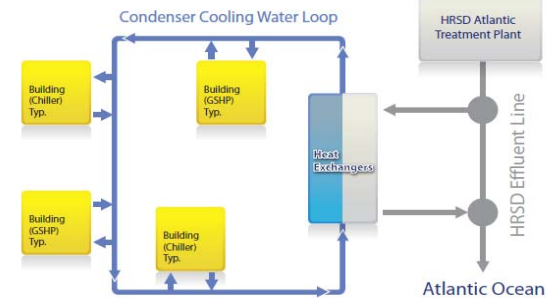 Condenser Cooling Water Loop
HRSD Atlantic
Treatment Plant
Building
(Chiller)
Typ.
Building
(GSHP)
Typ.
Heat
Exchangers
HRSD Effluent Line
Building
(GSHP)
Typ.
Building
(Chiller)
Typ.
Atlantic Ocean